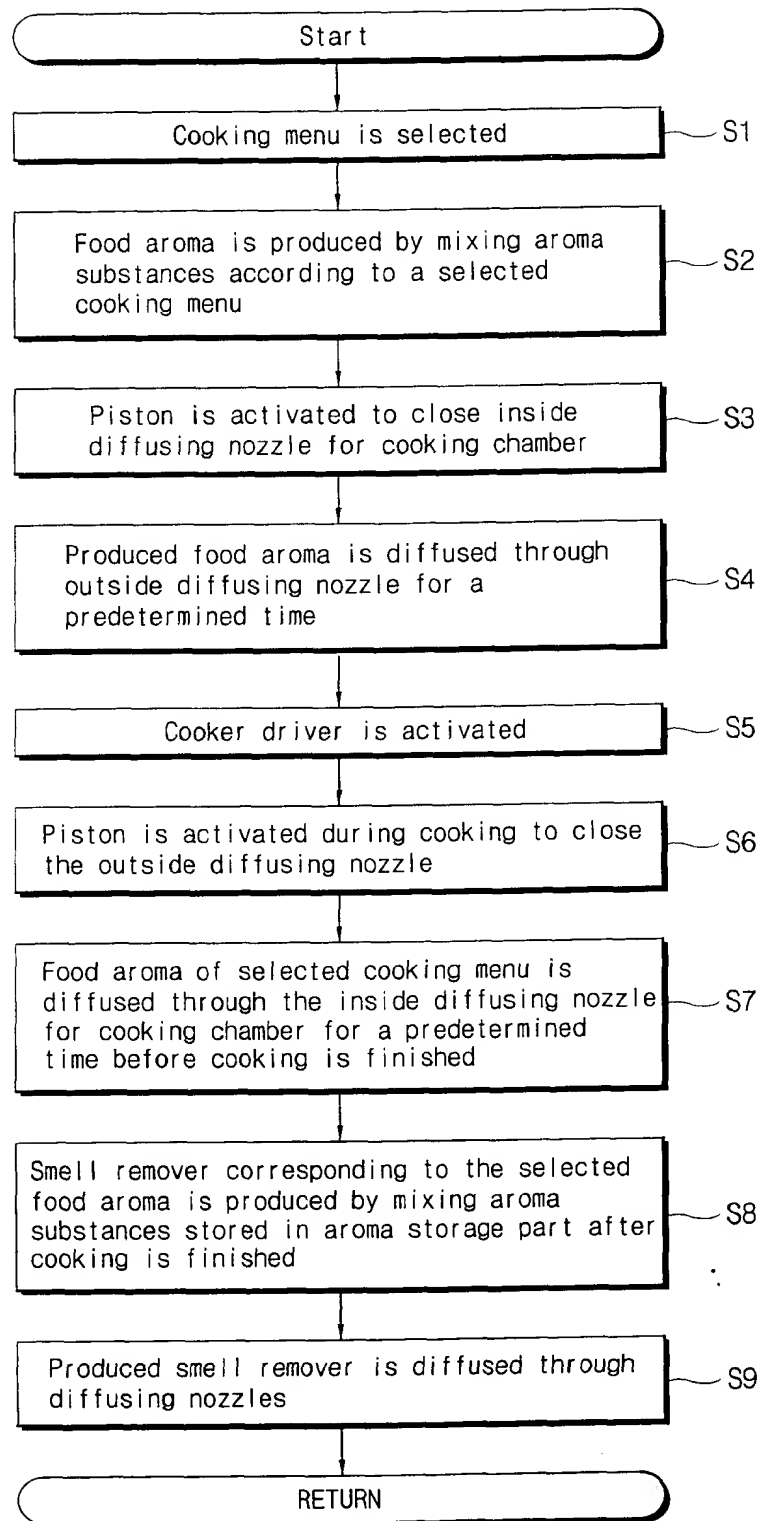 Start
Cooking menu is selected
S1
Food aroma is produced by mixing aroma
substances according to a selected
cooking menu
S2
Piston is activated to close inside
diffusing nozzle for cooking chamber
S3
Produced food aroma is diffused through
outside diffusing nozzle for a
predetermined time
S4
Cooker driver is activated
S5
Piston is activated during cooking to close
the outside diffusing nozzle
S6
Food aroma of selected cooking menu is
diffused through the inside diffusing nozzle
for cooking chamber for a predetermined
time before cooking is finished
S7
Smell remover corresponding to the selected
food aroma is produced by mixing aroma
substances stored in aroma storage part after
cooking is finished
S8
Produced smell remover is diffused through
diffusing nozzles
S9
RETURN